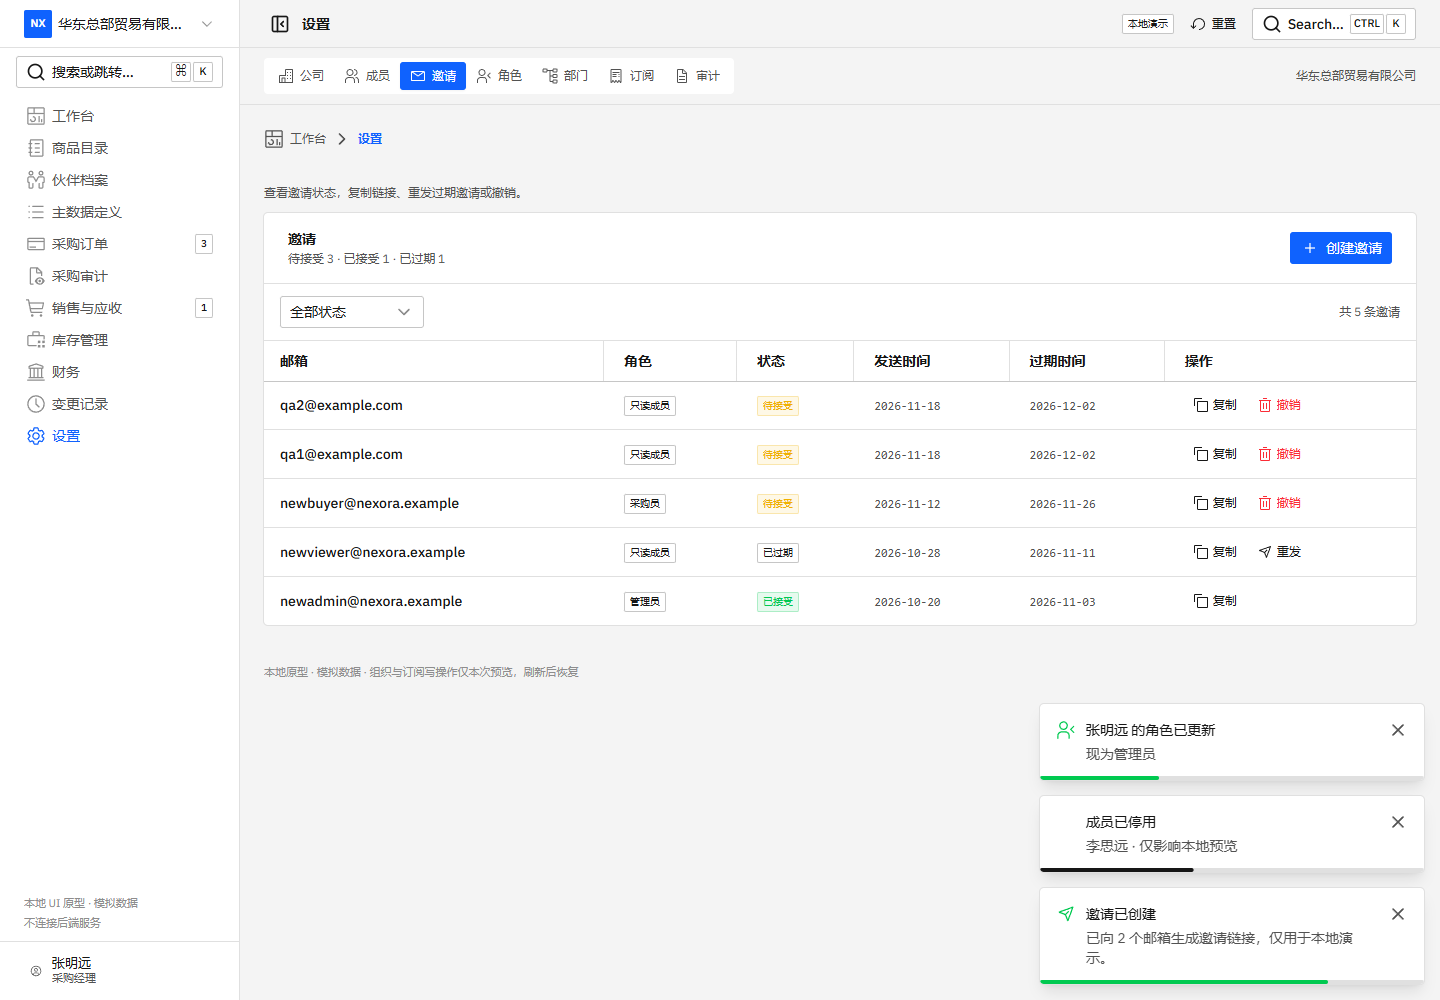 NX 华东总部贸易有限...
搜索或跳转... ⌘ K
工作台
商品目录
伙伴档案
主数据定义
采购订单 3
采购审计
销售与应收 1
库存管理
财务
变更记录
设置
本地 UI 原型 · 模拟数据
不连接后端服务
张明远
采购经理
设置
本地演示 重置 Search... CTRL K
公司 成员 邀请 角色 部门 订阅 审计
华东总部贸易有限公司
工作台 设置
查看邀请状态，复制链接、重发过期邀请或撤销。
邀请
待接受 3 · 已接受 1 · 已过期 1
创建邀请
全部状态
共 5 条邀请
邮箱 角色 状态 发送时间 过期时间 操作
qa2@example.com 只读成员 待接受 2026-11-18 2026-12-02 复制 撤销
qa1@example.com 只读成员 待接受 2026-11-18 2026-12-02 复制 撤销
newbuyer@nexora.example 采购员 待接受 2026-11-12 2026-11-26 复制 撤销
newviewer@nexora.example 只读成员 已过期 2026-10-28 2026-11-11 复制 重发
newadmin@nexora.example 管理员 已接受 2026-10-20 2026-11-03 复制
本地原型 · 模拟数据 · 组织与订阅写操作仅本次预览，刷新后恢复
张明远 的角色已更新
现为管理员
成员已停用
李思远 · 仅影响本地预览
邀请已创建
已向 2 个邮箱生成邀请链接，仅用于本地演
示。